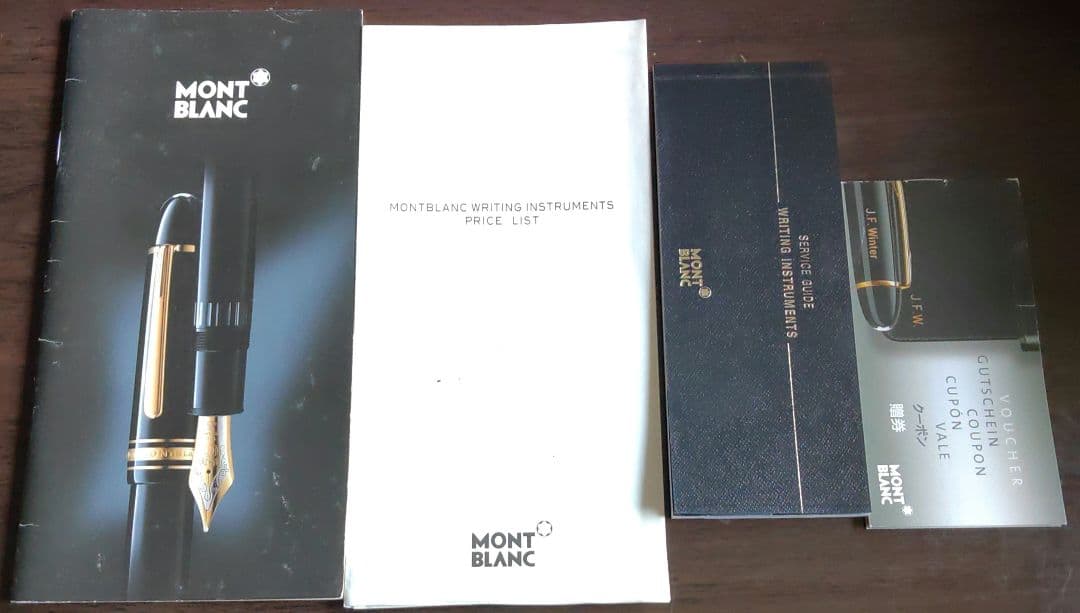 MONT
BLANC
MONTBLANC WRITING INSTRUMENTS
PRICE LIST
MONT
BLANC
SERVICE GUIDE
WRITING INSTRUMENTS
MONT
BLANC
J.F. Winter
J.F.W.
VOUCHER
GUTSCHEIN
COUPON
CUPÓN
VALE
クーポン
贈券
MONT
BLANC